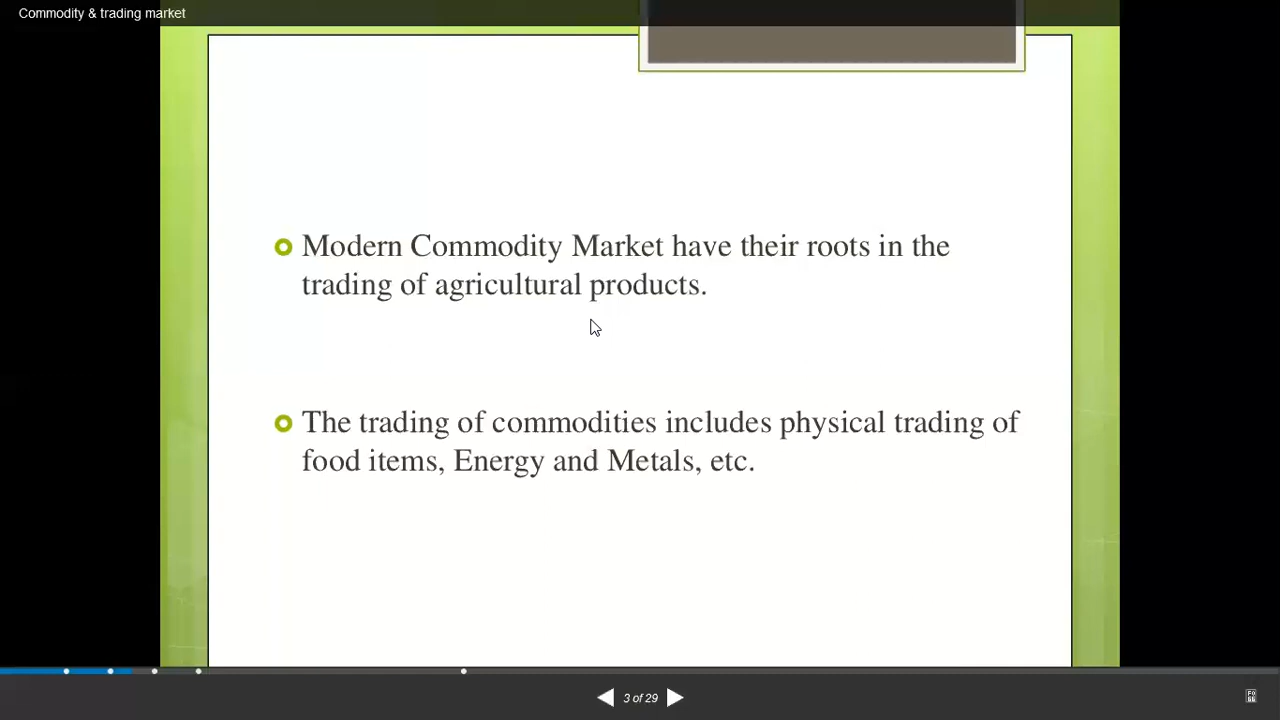 Commodity & trading market
Modern Commodity Market have their roots in the
trading of agricultural products.
The trading of commodities includes physical trading of
food items, Energy and Metals, etc.
3 of 29